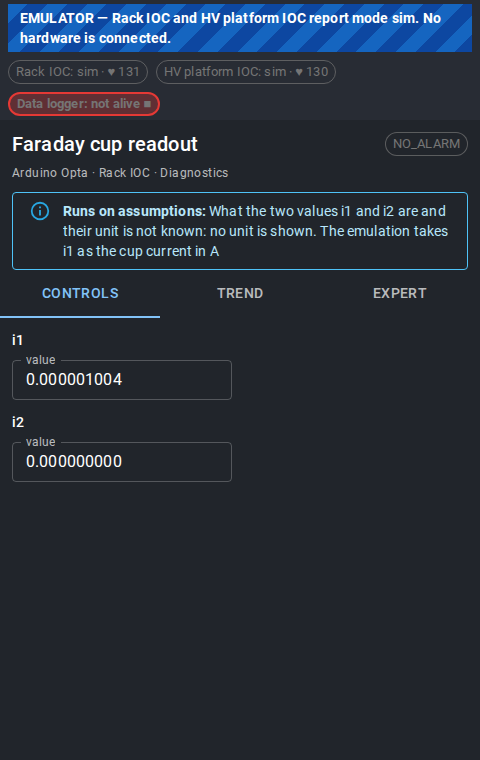 EMULATOR — Rack IOC and HV platform IOC report mode sim. No
hardware is connected.
Rack IOC: sim · ♥ 131
HV platform IOC: sim · ♥ 130
Data logger: not alive ■
Faraday cup readout
NO_ALARM
Arduino Opta · Rack IOC · Diagnostics
Runs on assumptions: What the two values i1 and i2 are and
their unit is not known: no unit is shown. The emulation takes
i1 as the cup current in A
CONTROLS
TREND
EXPERT
i1
value
0.000001004
i2
value
0.000000000